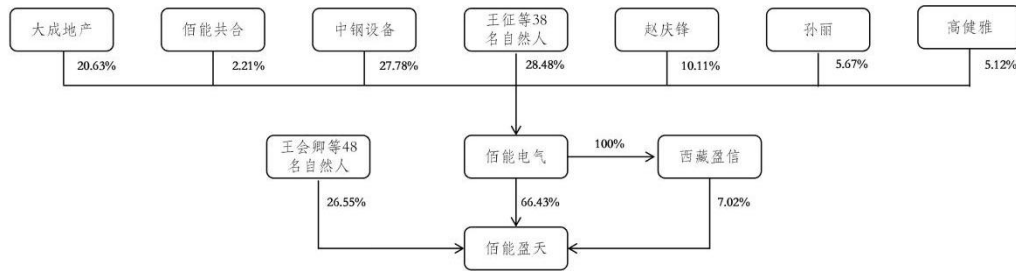 大成地产
佰能共合
中钢设备
王征等38
名自然人
赵庆锋
孙丽
高健雅
20.63%
2.21%
27.78%
28.48%
10.11%
5.67%
5.12%
王会卿等48
名自然人
佰能电气
100%
西藏盈信
26.55%
66.43%
7.02%
佰能盈天